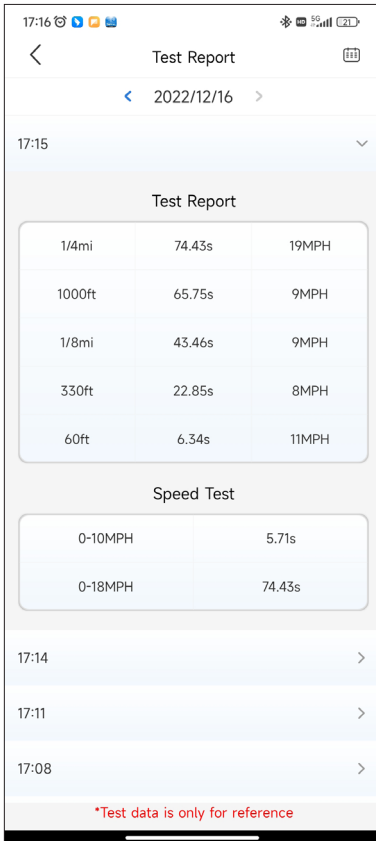 17:16 HD 5G 21
Test Report
2022/12/16
17:15
Test Report
1/4mi 74.43s 19MPH
1000ft 65.75s 9MPH
1/8mi 43.46s 9MPH
330ft 22.85s 8MPH
60ft 6.34s 11MPH
Speed Test
0-10MPH 5.71s
0-18MPH 74.43s
17:14
17:11
17:08
*Test data is only for reference